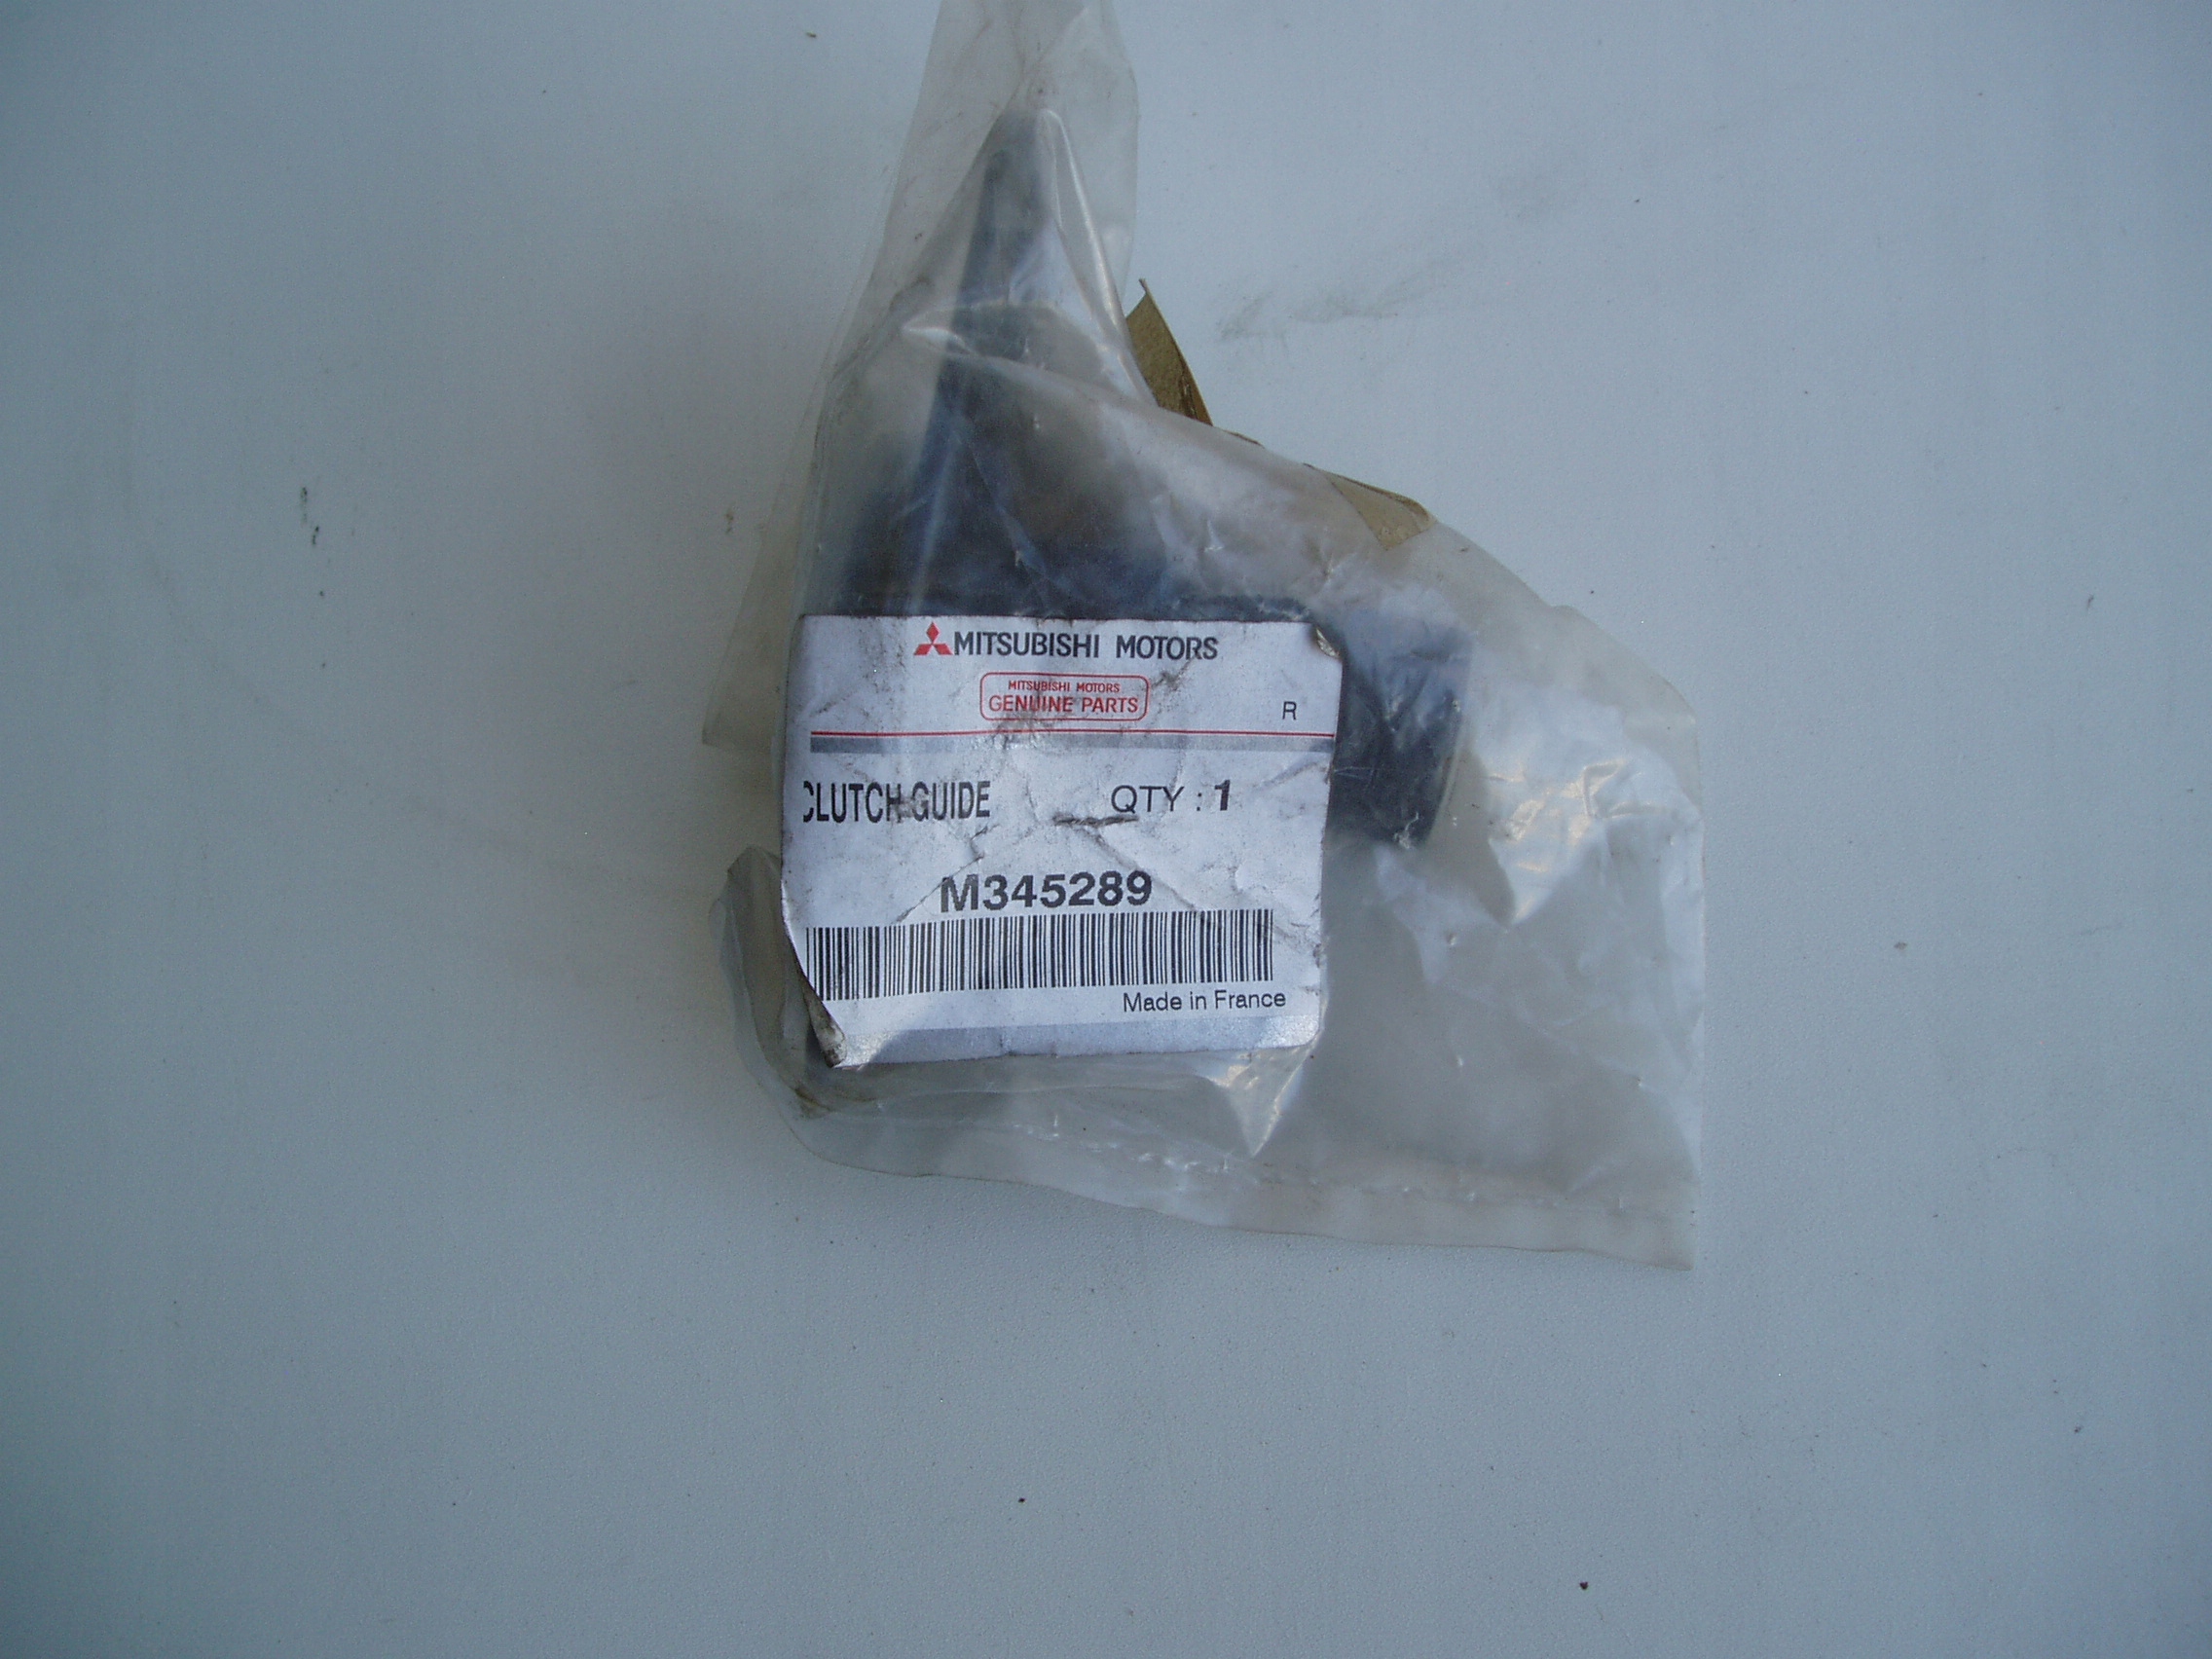 MITSUBISHI MOTORS
MITSUBISHI MOTORS
GENUINE PARTS
R
CLUTCH GUIDE QTY : 1
M345289
Made in France